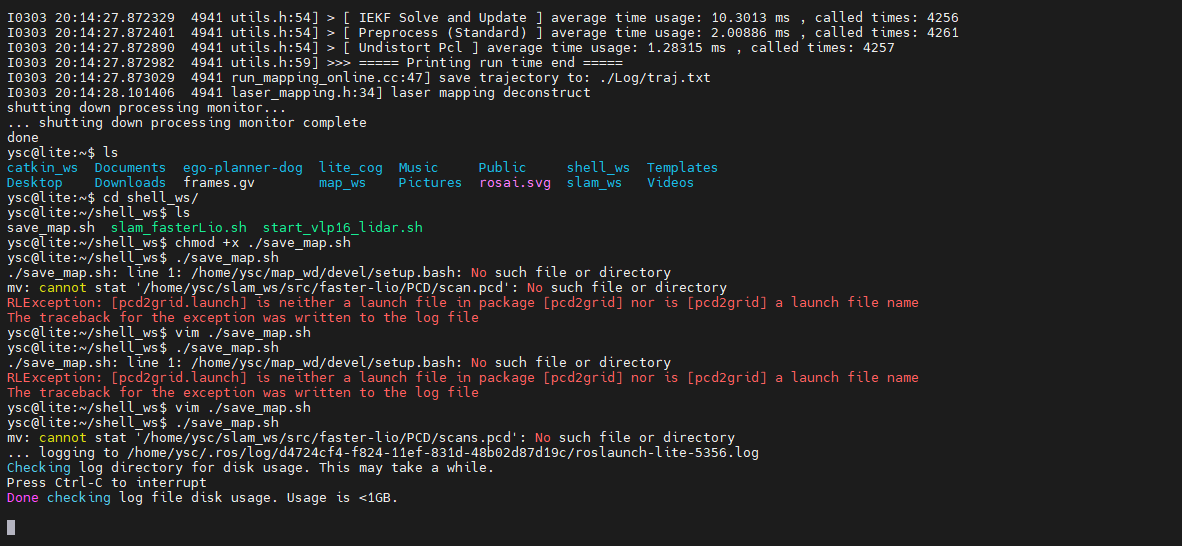 I0303 20:14:27.872329  4941 utils.h:54] > [ IEKF Solve and Update ] average time usage: 10.3013 ms , called times: 4256
I0303 20:14:27.872401  4941 utils.h:54] > [ Preprocess (Standard) ] average time usage: 2.00886 ms , called times: 4261
I0303 20:14:27.872890  4941 utils.h:54] > [ Undistort Pcl ] average time usage: 1.28315 ms , called times: 4257
I0303 20:14:27.872982  4941 utils.h:59] >>> ===== Printing run time end =====
I0303 20:14:27.873029  4941 run_mapping_online.cc:47] save trajectory to: ./Log/traj.txt
I0303 20:14:28.101406  4941 laser_mapping.h:34] laser mapping deconstruct
shutting down processing monitor...
... shutting down processing monitor complete
done
ysc@lite:~$ ls
catkin_ws  Documents  ego-planner-dog  lite_cog  Music     Public     shell_ws  Templates
Desktop    Downloads  frames.gv        map_ws    Pictures  rosai.svg  slam_ws   Videos
ysc@lite:~$ cd shell_ws/
ysc@lite:~/shell_ws$ ls
save_map.sh  slam_fasterLio.sh  start_vlp16_lidar.sh
ysc@lite:~/shell_ws$ chmod +x ./save_map.sh
ysc@lite:~/shell_ws$ ./save_map.sh
./save_map.sh: line 1: /home/ysc/map_wd/devel/setup.bash: No such file or directory
mv: cannot stat '/home/ysc/slam_ws/src/faster-lio/PCD/scan.pcd': No such file or directory
RLException: [pcd2grid.launch] is neither a launch file in package [pcd2grid] nor is [pcd2grid] a launch file name
The traceback for the exception was written to the log file
ysc@lite:~/shell_ws$ vim ./save_map.sh
ysc@lite:~/shell_ws$ ./save_map.sh
./save_map.sh: line 1: /home/ysc/map_wd/devel/setup.bash: No such file or directory
RLException: [pcd2grid.launch] is neither a launch file in package [pcd2grid] nor is [pcd2grid] a launch file name
The traceback for the exception was written to the log file
ysc@lite:~/shell_ws$ vim ./save_map.sh
ysc@lite:~/shell_ws$ ./save_map.sh
mv: cannot stat '/home/ysc/slam_ws/src/faster-lio/PCD/scans.pcd': No such file or directory
... logging to /home/ysc/.ros/log/d4724cf4-f824-11ef-831d-48b02d87d19c/roslaunch-lite-5356.log
Checking log directory for disk usage. This may take a while.
Press Ctrl-C to interrupt
Done checking log file disk usage. Usage is <1GB.